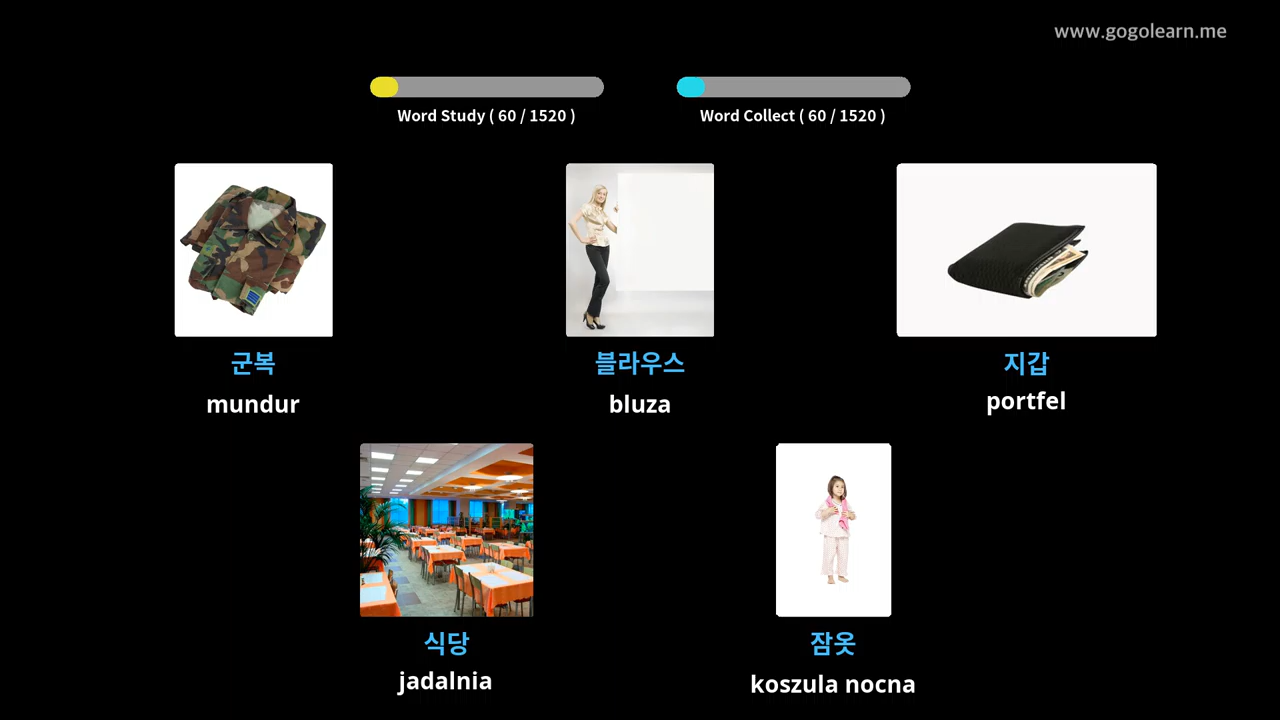 www.gogolearn.me
Word Study ( 60 / 1520 )
Word Collect ( 60 / 1520 )
군복
블라우스
지갑
mundur
bluza
portfel
식당
잠옷
jadalnia
koszula nocna